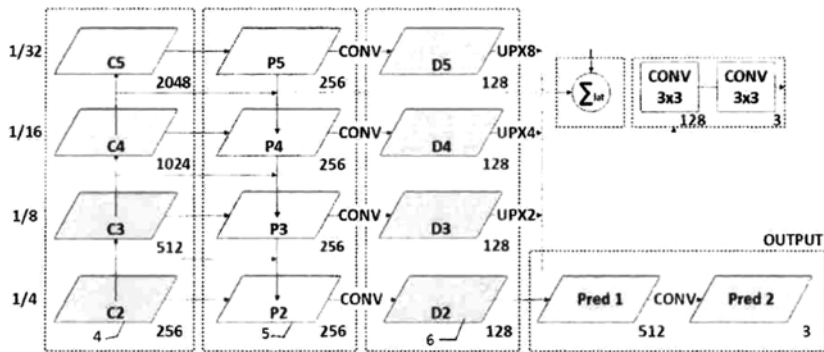 1/32 C5 2048 P5 256 CONV D5 128 UPX8
Σlat
CONV 3x3 128
CONV 3x3 3
1/16 C4 1024 P4 256 CONV D4 128 UPX4
1/8 C3 512 P3 256 CONV D3 128 UPX2
OUTPUT
1/4 C2 256 P2 256 CONV D2 128
Pred 1 512 CONV Pred 2 3
4 5 6